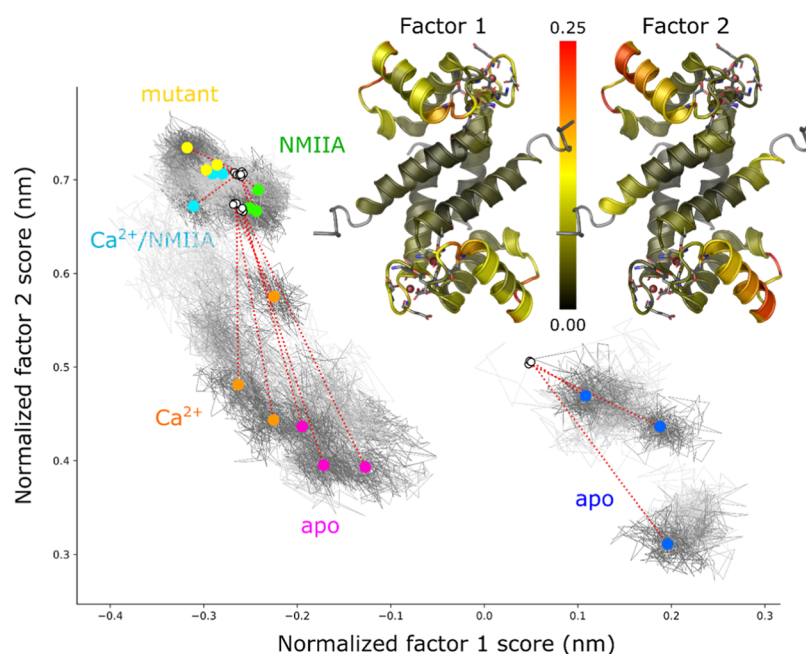 Factor 1
0.25
Factor 2
0.00
mutant
NMIIA
Ca²⁺/NMIIA
Ca²⁺
apo
apo
Normalized factor 2 score (nm)
0.7
0.6
0.5
0.4
0.3
−0.4
−0.3
−0.2
−0.1
0.0
0.1
0.2
0.3
Normalized factor 1 score (nm)